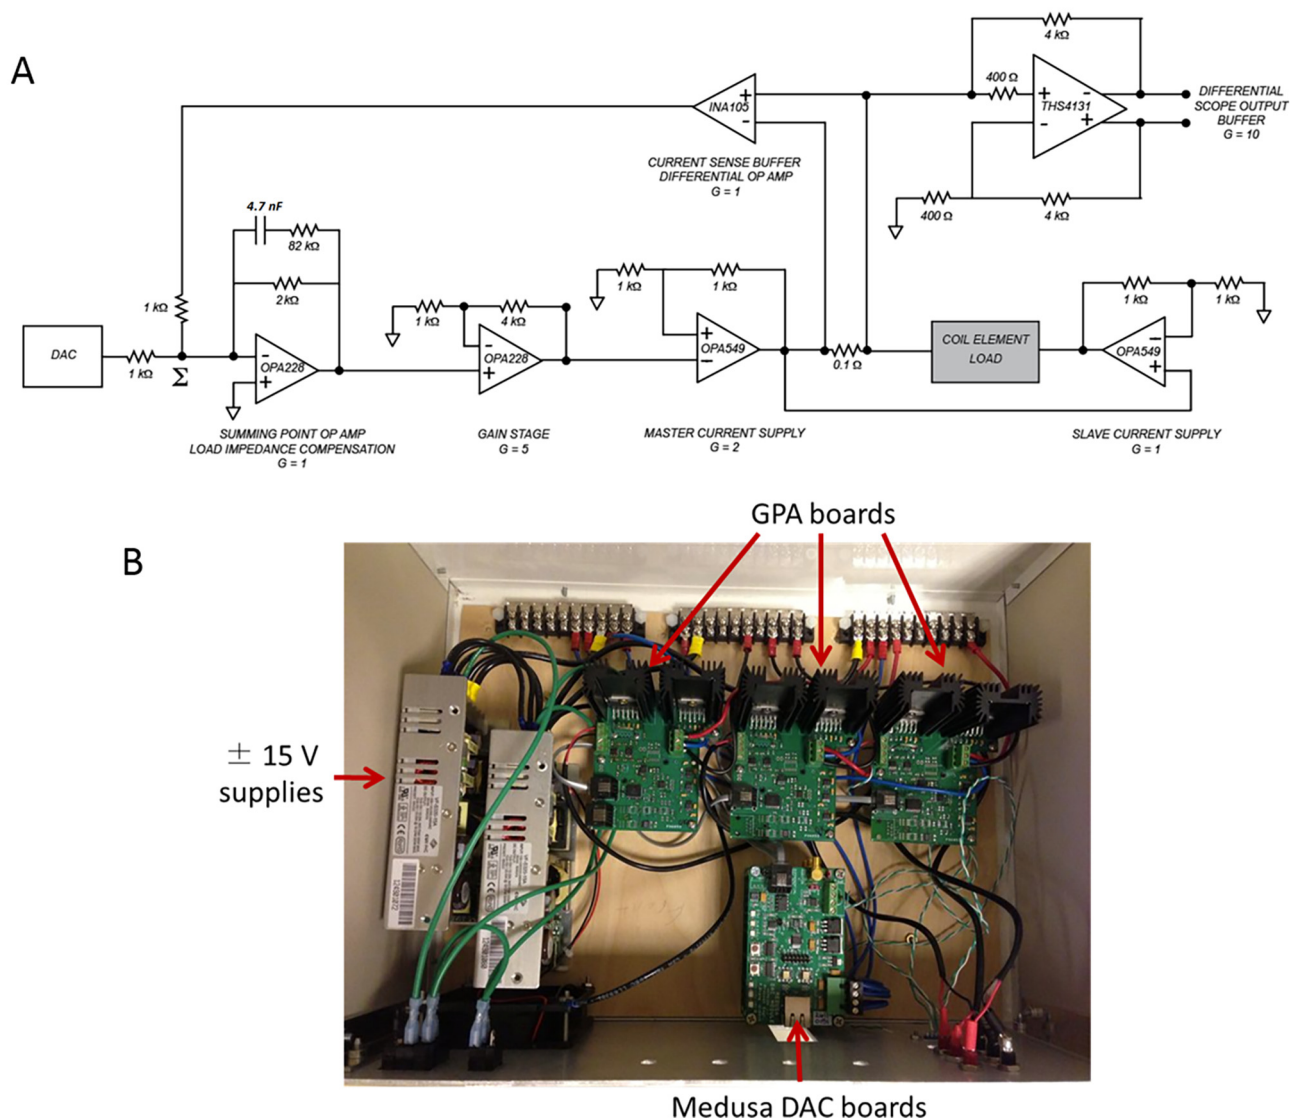 A
4 kΩ
400 Ω
THS4131
DIFFERENTIAL
SCOPE OUTPUT
BUFFER
G = 10
INA105
CURRENT SENSE BUFFER
DIFFERENTIAL OP AMP
G = 1
400 Ω
4 kΩ
4.7 nF
82 kΩ
2 kΩ
1 kΩ
DAC
1 kΩ
Σ
OPA228
SUMMING POINT OP AMP
LOAD IMPEDANCE COMPENSATION
G = 1
1 kΩ
4 kΩ
OPA228
GAIN STAGE
G = 5
1 kΩ
1 kΩ
OPA549
MASTER CURRENT SUPPLY
G = 2
0.1 Ω
COIL ELEMENT
LOAD
1 kΩ
1 kΩ
OPA549
SLAVE CURRENT SUPPLY
G = 1
B
GPA boards
± 15 V
supplies
Medusa DAC boards